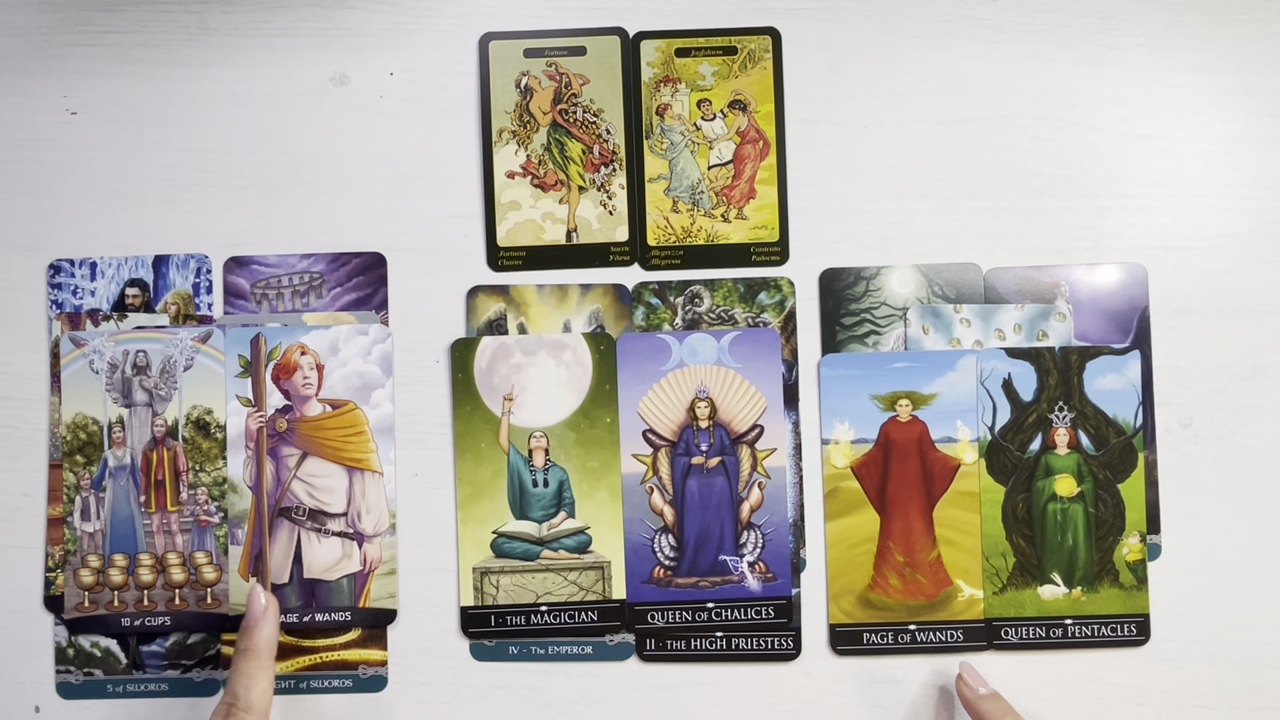 Fortune
Joyfulness
Fortuna
Chance
Suerte
Удача
Allegrezza
Allegresse
Contento
Радость
10 of CUPS
AGE of WANDS
5 of SWORDS
GHT of SWORDS
I · THE MAGICIAN
IV - The EMPEROR
QUEEN OF CHALICES
II · THE HIGH PRIESTESS
PAGE OF WANDS
QUEEN OF PENTACLES